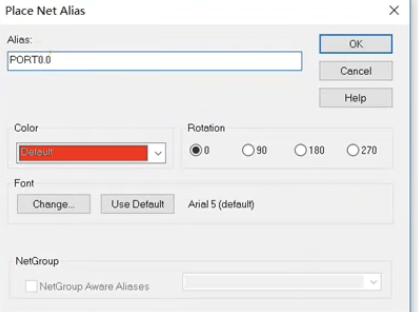 Place Net Alias
Alias:
OK
PORT0.0
Cancel
Help
Color
Rotation
Default
0
90
180
270
Font
Change...
Use Default
Arial 5 (default)
NetGroup
NetGroup Aware Aliases